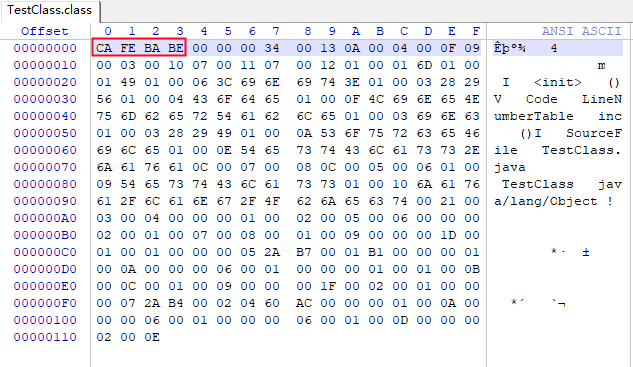 TestClass.class
Offset 0 1 2 3 4 5 6 7 8 9 A B C D E F ANSI ASCII
00000000 CA FE BA BE 00 00 00 34 00 13 0A 00 04 00 0F 09 Êþº¾ 4
00000010 00 03 00 10 07 00 11 07 00 12 01 00 01 6D 01 00 m
00000020 01 49 01 00 06 3C 69 6E 69 74 3E 01 00 03 28 29 I <init> ()
00000030 56 01 00 04 43 6F 64 65 01 00 0F 4C 69 6E 65 4E V Code LineN
00000040 75 6D 62 65 72 54 61 62 6C 65 01 00 03 69 6E 63 umberTable inc
00000050 01 00 03 28 29 49 01 00 0A 53 6F 75 72 63 65 46 ()I SourceF
00000060 69 6C 65 01 00 0E 54 65 73 74 43 6C 61 73 73 2E ile TestClass.
00000070 6A 61 76 61 0C 00 07 00 08 0C 00 05 00 06 01 00 java
00000080 09 54 65 73 74 43 6C 61 73 73 01 00 10 6A 61 76 TestClass jav
00000090 61 2F 6C 61 6E 67 2F 4F 62 6A 65 63 74 00 21 00 a/lang/Object !
000000A0 03 00 04 00 00 00 01 00 02 00 05 00 06 00 00 00
000000B0 02 00 01 00 07 00 08 00 01 00 09 00 00 00 1D 00
000000C0 01 00 01 00 00 00 05 2A B7 00 01 B1 00 00 00 01 *· ±
000000D0 00 0A 00 00 00 06 00 01 00 00 00 01 00 01 00 0B
000000E0 00 0C 00 01 00 09 00 00 00 1F 00 02 00 01 00 00
000000F0 00 07 2A B4 00 02 04 60 AC 00 00 00 01 00 0A 00 *´ `¬
00000100 00 00 06 00 01 00 00 00 06 00 01 00 0D 00 00 00
00000110 02 00 0E